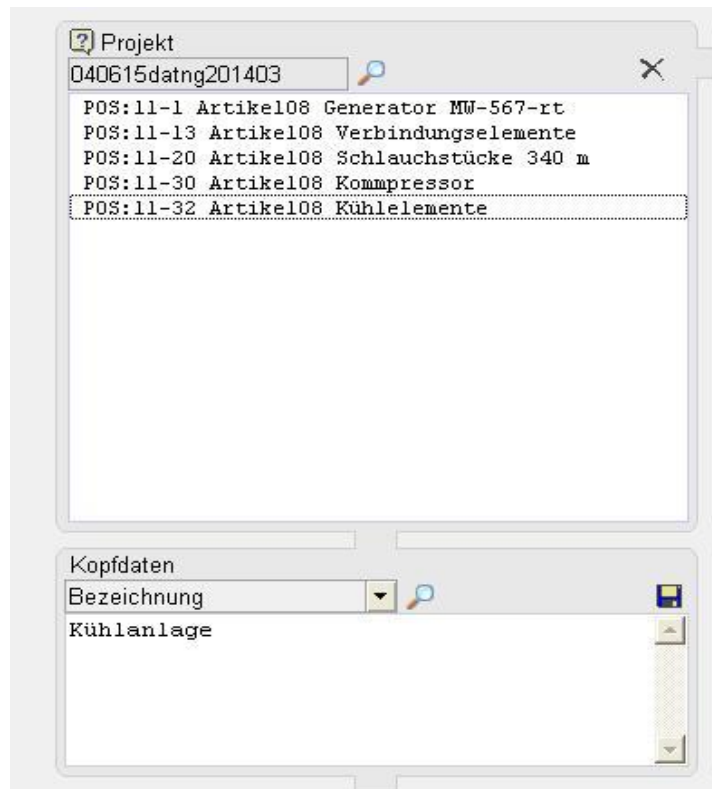 Projekt
040615datng201403
POS:11-1 Artikel08 Generator MW-567-rt
POS:11-13 Artikel08 Verbindungselemente
POS:11-20 Artikel08 Schlauchstücke 340 m
POS:11-30 Artikel08 Kommpressor
POS:11-32 Artikel08 Kühlelemente
Kopfdaten
Bezeichnung
Kühlanlage